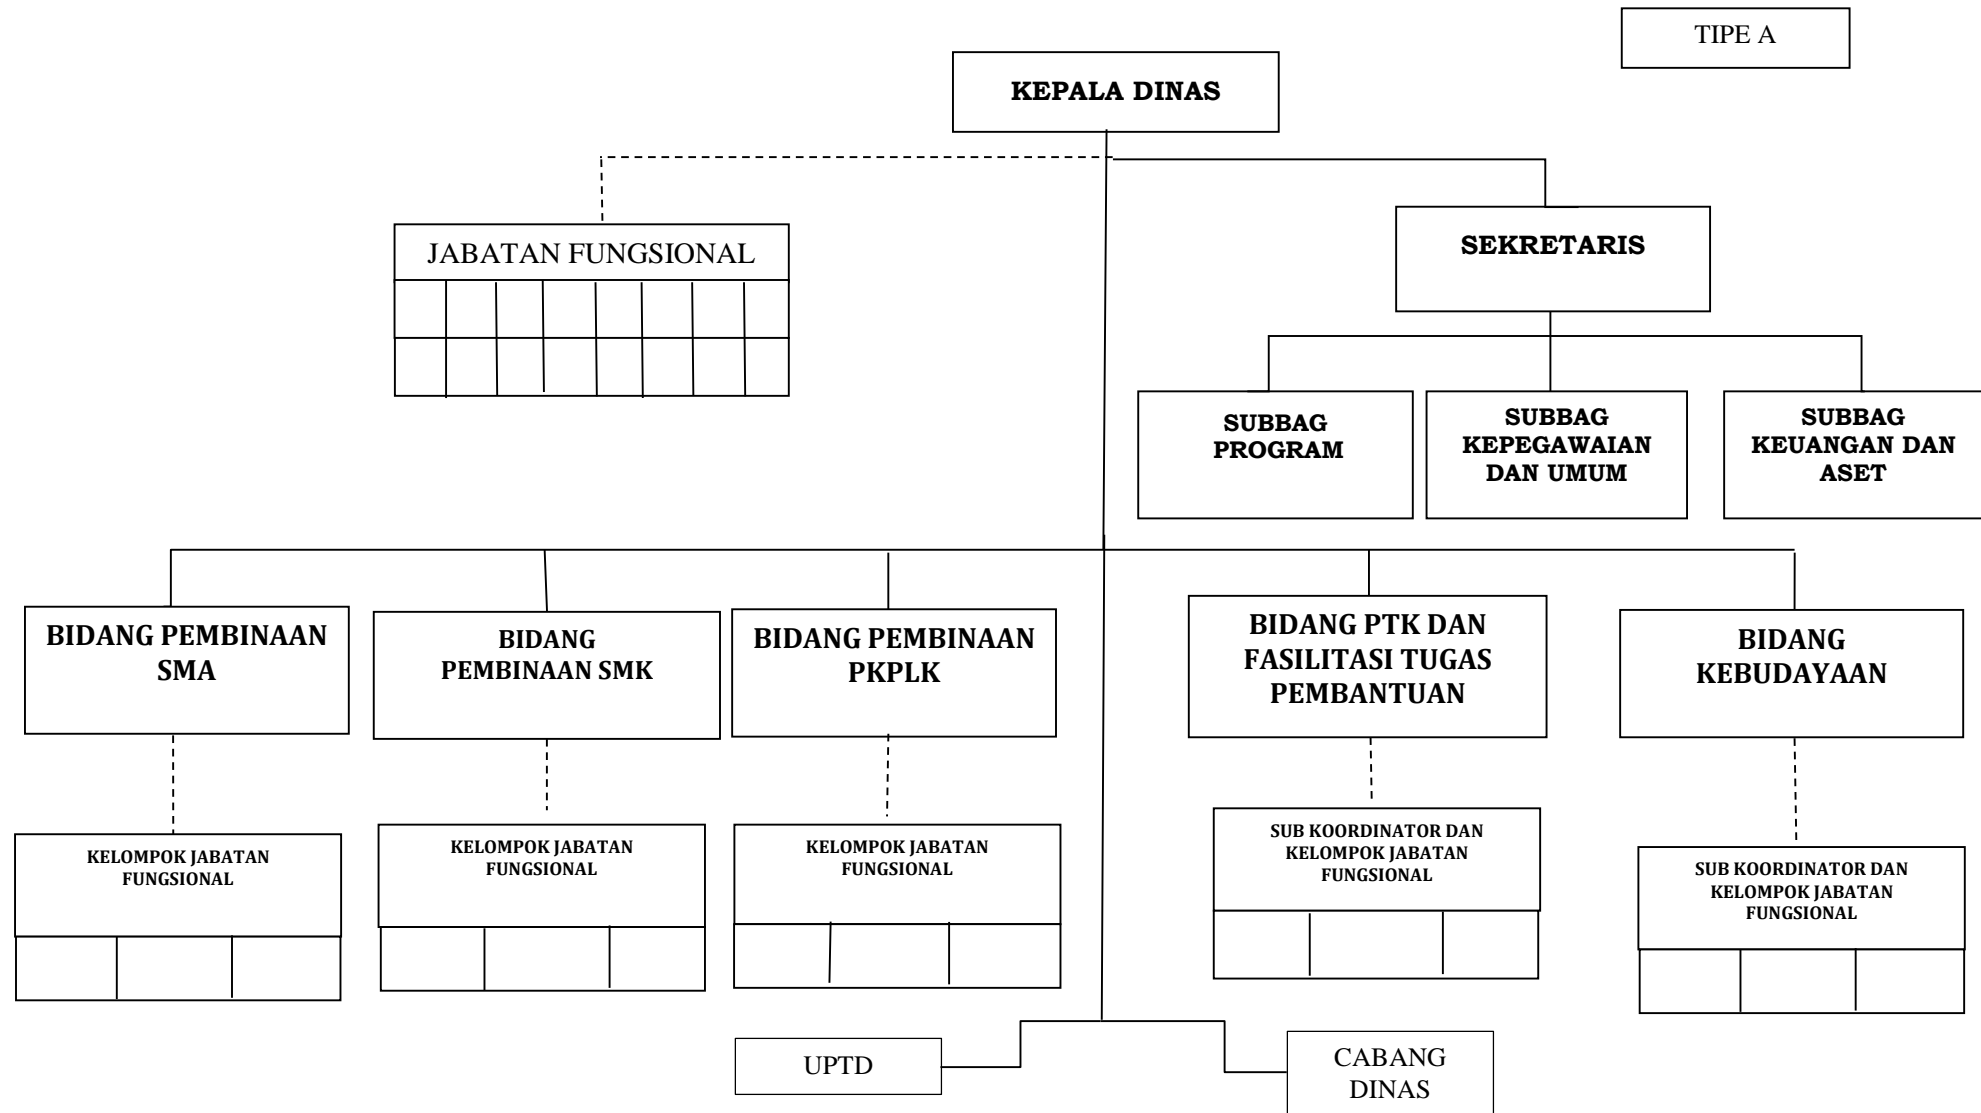 TIPE A
KEPALA DINAS
JABATAN FUNGSIONAL
SEKRETARIS
SUBBAG
PROGRAM
SUBBAG
KEPEGAWAIAN
DAN UMUM
SUBBAG
KEUANGAN DAN
ASET
BIDANG PEMBINAAN
SMA
BIDANG
PEMBINAAN SMK
BIDANG PEMBINAAN
PKPLK
BIDANG PTK DAN
FASILITASI TUGAS
PEMBANTUAN
BIDANG
KEBUDAYAAN
KELOMPOK JABATAN
FUNGSIONAL
KELOMPOK JABATAN
FUNGSIONAL
KELOMPOK JABATAN
FUNGSIONAL
SUB KOORDINATOR DAN
KELOMPOK JABATAN
FUNGSIONAL
SUB KOORDINATOR DAN
KELOMPOK JABATAN
FUNGSIONAL
UPTD
CABANG
DINAS